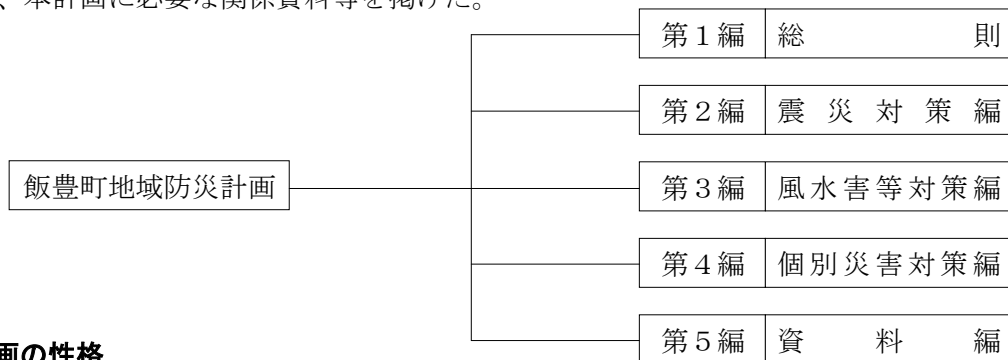 、本計画に必要な関係資料等を掲げた。
第１編 総則
第２編 震災対策編
飯豊町地域防災計画
第３編 風水害等対策編
第４編 個別災害対策編
第５編 資料編
画の性格